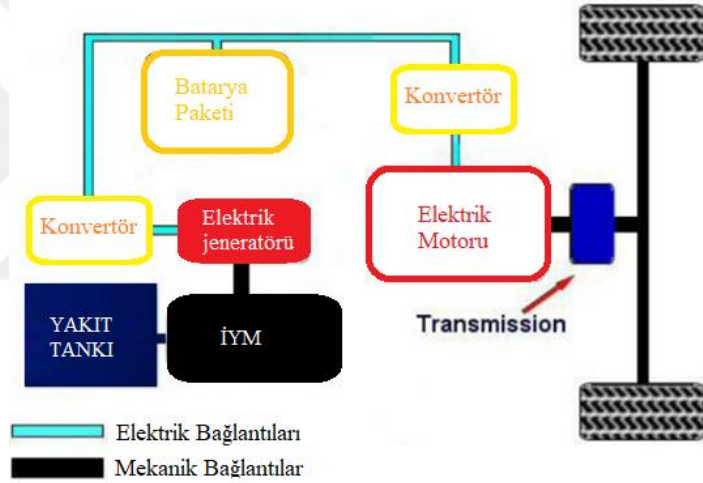 Batarya
Paketi
Konvertör
Konvertör
Elektrik
jeneratörü
Elektrik
Motoru
YAKIT
TANKI
İYM
Transmission
Elektrik Bağlantıları
Mekanik Bağlantılar